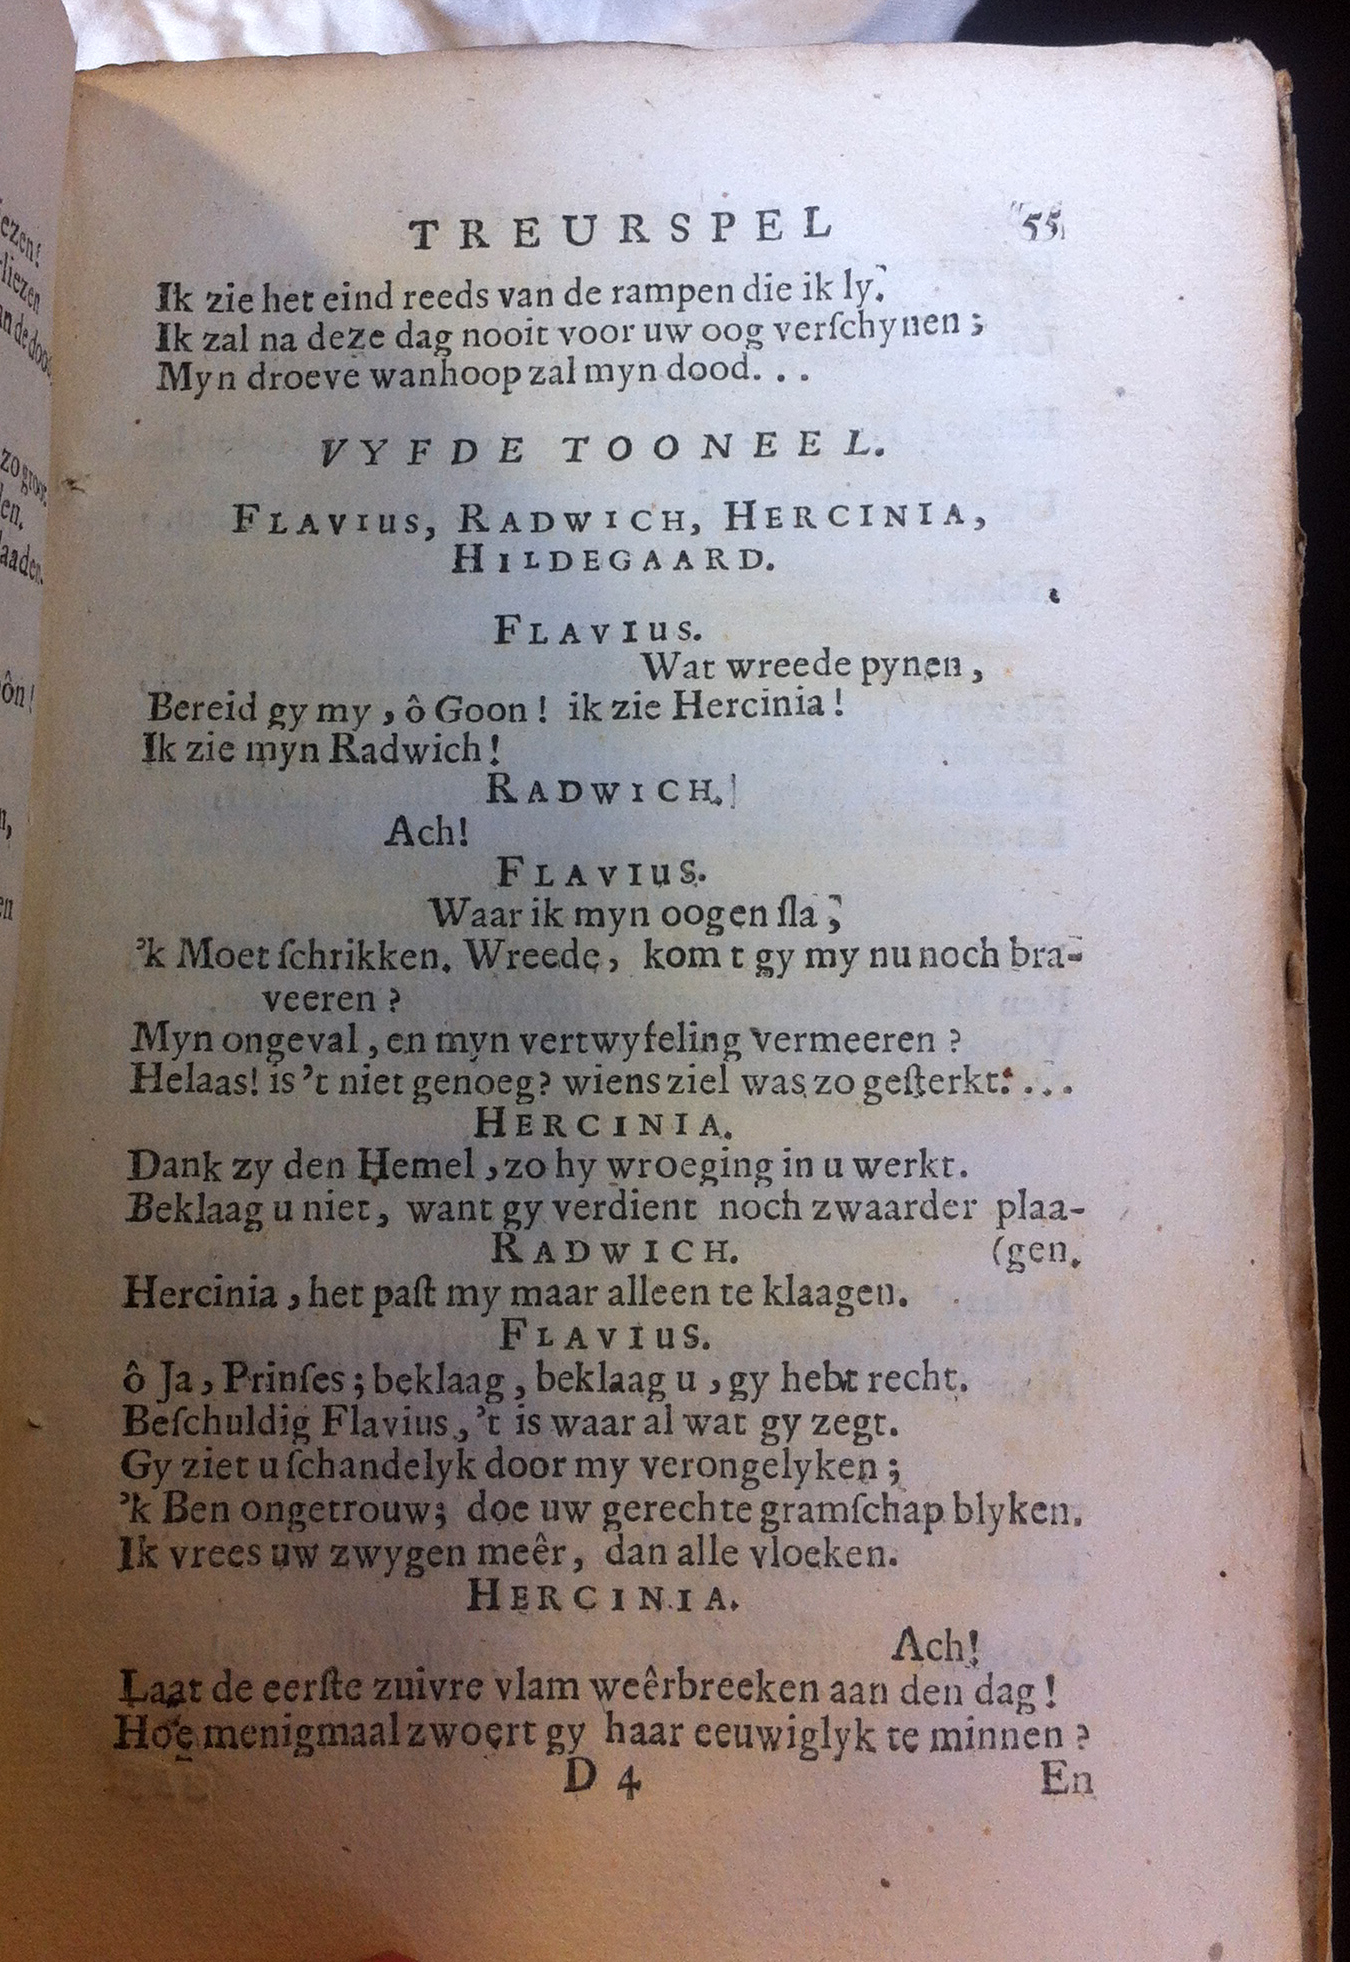 TREURSPEL 55
Ik zie het eind reeds van de rampen die ik ly.
Ik zal na deze dag nooit voor uw oog verſchynen;
Myn droeve wanhoop zal myn dood...
VYFDE TOONEEL.
FLAVIUS, RADWICH, HERCINIA,
HILDEGAARD.
FLAVIUS.
Wat wreede pynen,
Bereid gy my, ô Goon! ik zie Hercinia!
Ik zie myn Radwich!
RADWICH.
Ach!
FLAVIUS.
Waar ik myn oogen ſla,
'k Moet ſchrikken. Wreede, komt gy my nu noch bra-
veeren?
Myn ongeval, en myn vertwyfeling vermeeren?
Helaas! is 't niet genoeg? wiens ziel was zo geſterkt...
HERCINIA.
Dank zy den Hemel, zo hy wroeging in u werkt.
Beklaag u niet, want gy verdient noch zwaarder plaa-
RADWICH. (gen.
Hercinia, het paſt my maar alleen te klaagen.
FLAVIUS.
ô Ja, Prinſes; beklaag, beklaag u, gy hebt recht.
Beſchuldig Flavius, 't is waar al wat gy zegt.
Gy ziet u ſchandelyk door my verongelyken;
'k Ben ongetrouw; doe uw gerechte gramſchap blyken.
Ik vrees uw zwygen meêr, dan alle vloeken.
HERCINIA.
Ach!
Laat de eerſte zuivre vlam weêrbreeken aan den dag!
Hoe menigmaal zwoert gy haar eeuwiglyk te minnen?
D 4 En